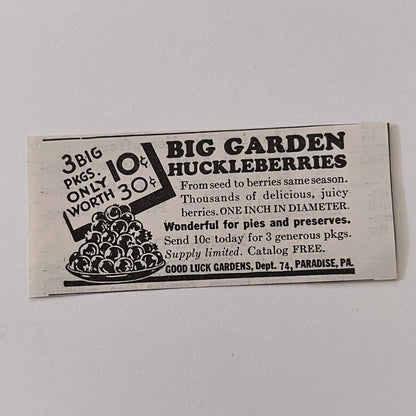 3 BIG
PKGS.
ONLY 10¢
WORTH 30¢
BIG GARDEN
HUCKLEBERRIES
From seed to berries same season.
Thousands of delicious, juicy
berries. ONE INCH IN DIAMETER.
Wonderful for pies and preserves.
Send 10c today for 3 generous pkgs.
Supply limited. Catalog FREE.
GOOD LUCK GARDENS, Dept. 74, PARADISE, PA.